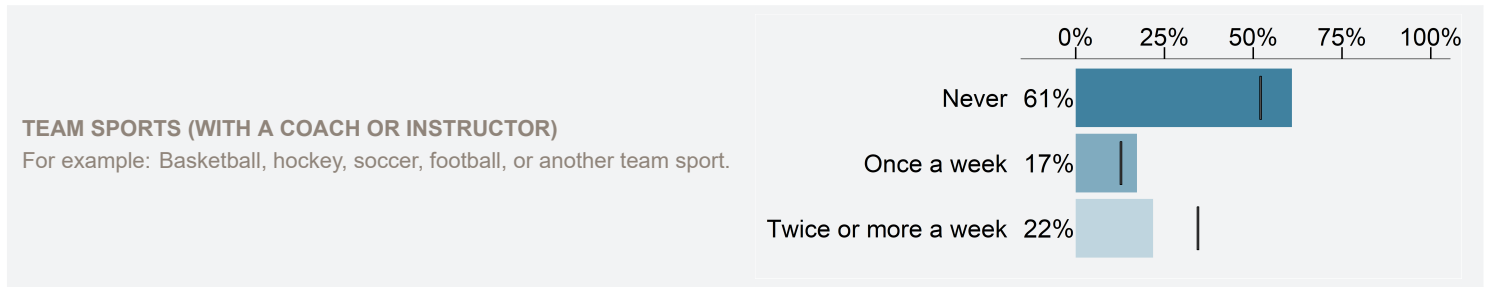 TEAM SPORTS (WITH A COACH OR INSTRUCTOR)
For example: Basketball, hockey, soccer, football, or another team sport.
0% 25% 50% 75% 100%
Never 61%
Once a week 17%
Twice or more a week 22%